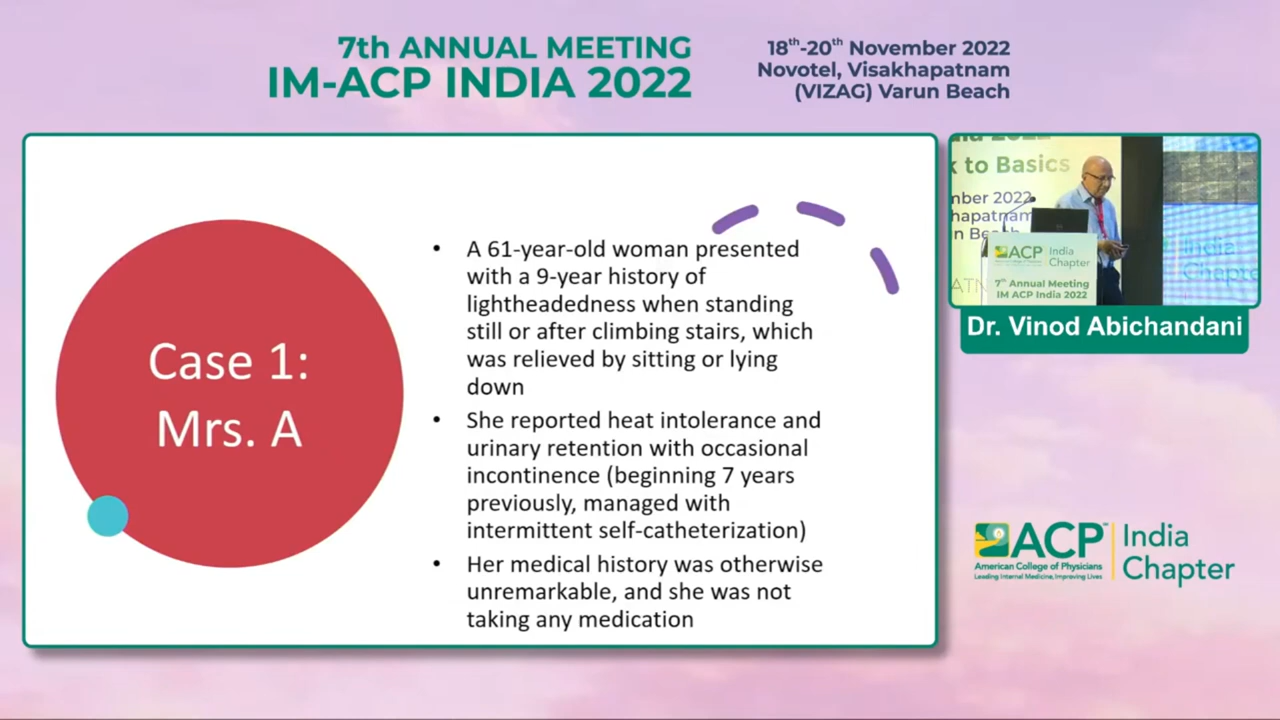 7th ANNUAL MEETING
IM-ACP INDIA 2022
18th-20th November 2022
Novotel, Visakhapatnam
(VIZAG) Varun Beach
Case 1:
Mrs. A
• A 61-year-old woman presented
with a 9-year history of
lightheadedness when standing
still or after climbing stairs, which
was relieved by sitting or lying
down
• She reported heat intolerance and
urinary retention with occasional
incontinence (beginning 7 years
previously, managed with
intermittent self-catheterization)
• Her medical history was otherwise
unremarkable, and she was not
taking any medication
2022
to Basics
2022
ACP India
Chapter
7th Annual Meeting
IM ACP India 2022
India
Dr. Vinod Abichandani
ACP™
American College of Physicians
Leading Internal Medicine, Improving Lives
India
Chapter